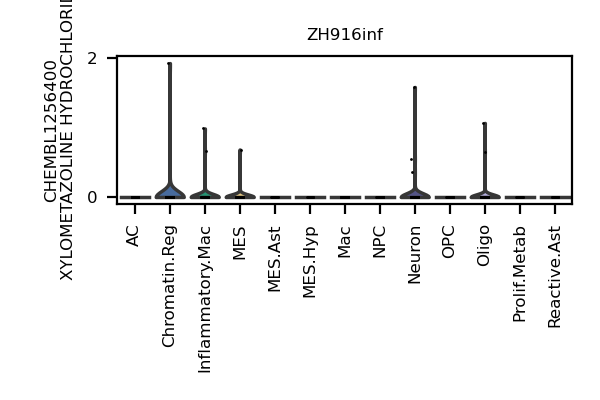 ZH916inf
CHEMBL1256400
XYLOMETAZOLINE
2
0
AC
Chromatin.Reg
Inflammatory.Mac
MES
MES.Ast
MES.Hyp
Mac
NPC
Neuron
OPC
Oligo
Prolif.Metab
Reactive.Ast